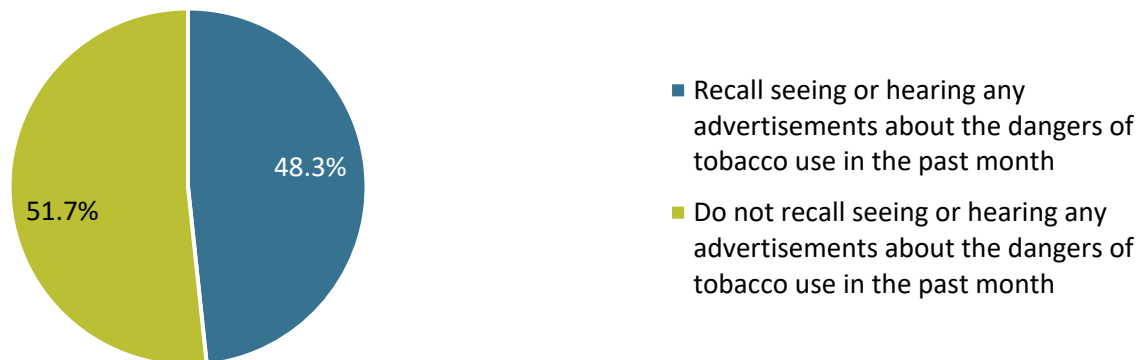 48.3%
51.7%
Recall seeing or hearing any
advertisements about the dangers of
tobacco use in the past month
Do not recall seeing or hearing any
advertisements about the dangers of
tobacco use in the past month